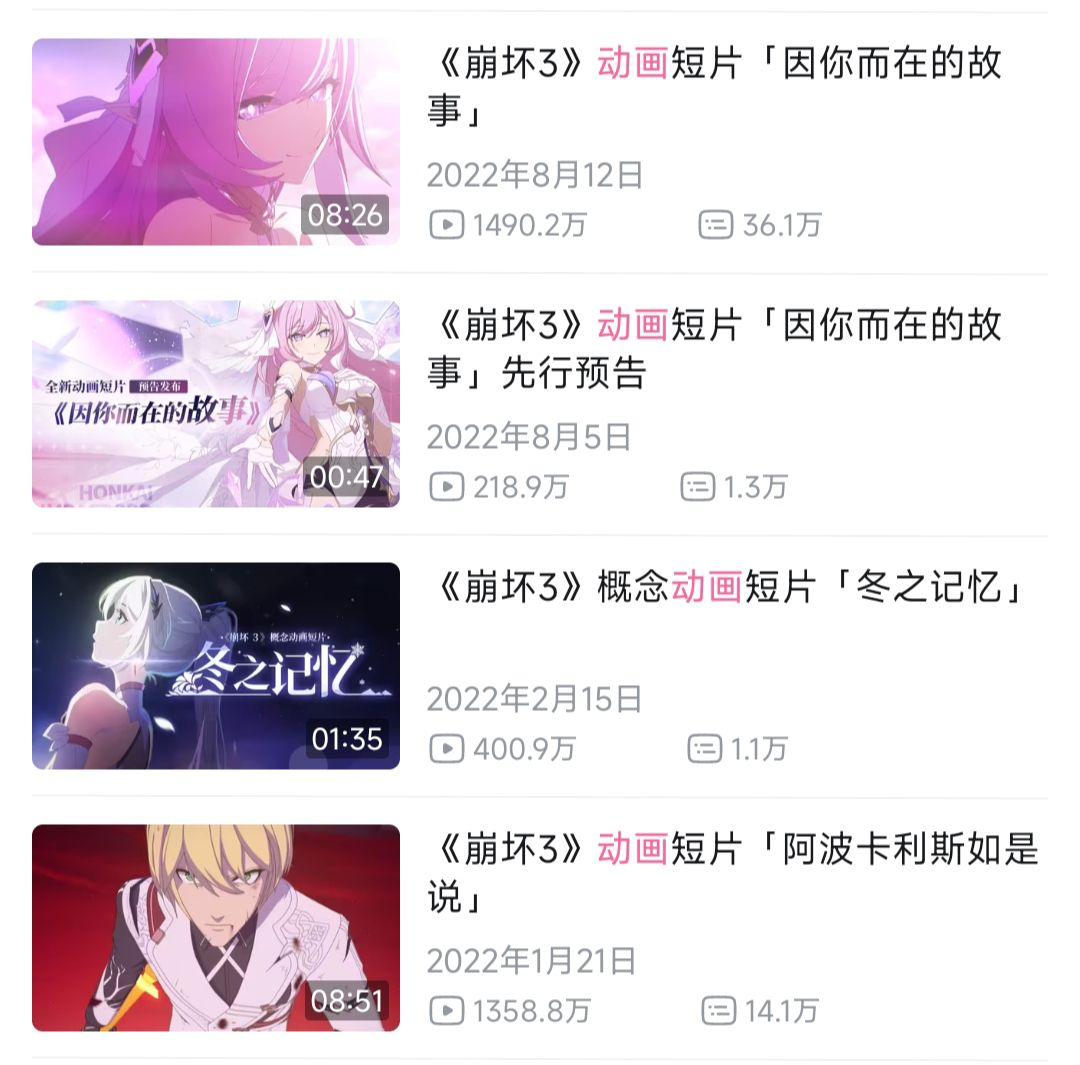 《崩坏3》动画短片「因你而在的故
事」
08:26
2022年8月12日
1490.2万 36.1万
《崩坏3》动画短片「因你而在的故
事」先行预告
全新动画短片 预告发布
《因你而在的故事》
HONKAI
00:47
2022年8月5日
218.9万 1.3万
《崩坏3》概念动画短片「冬之记忆」
·《崩坏 3》概念动画短片·
冬之记忆
01:35
2022年2月15日
400.9万 1.1万
《崩坏3》动画短片「阿波卡利斯如是
说」
08:51
2022年1月21日
1358.8万 14.1万